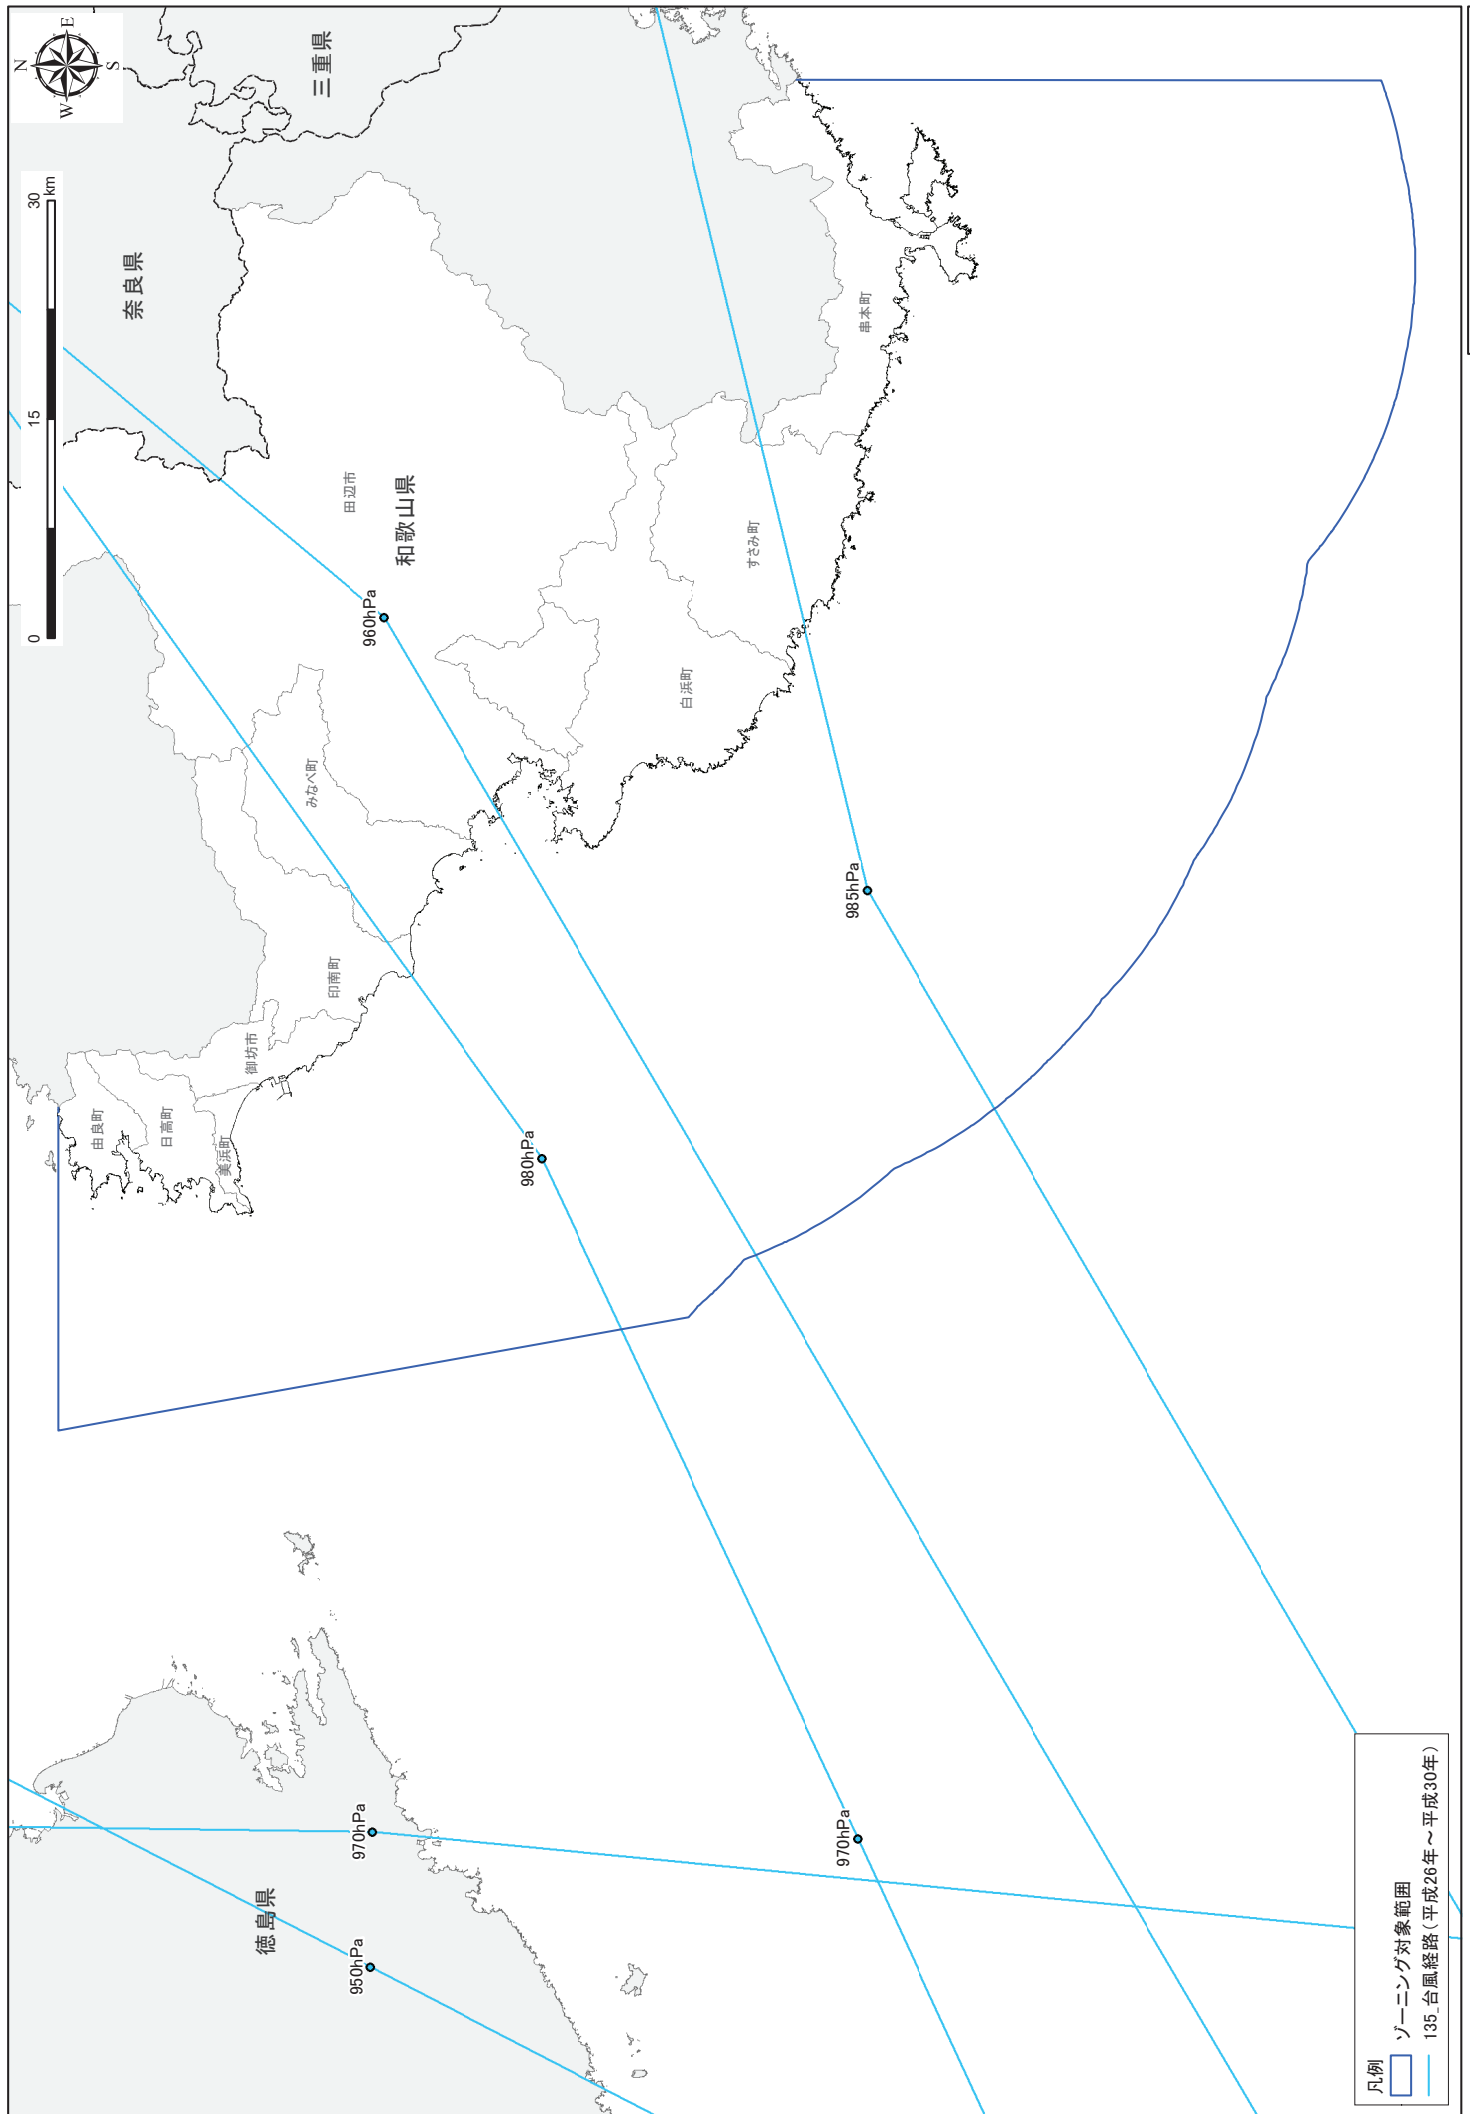 N
E
S
W
0
15
30
km
奈良県
三重県
和歌山県
徳島県
田辺市
みなべ町
印南町
御坊市
由良町
日高町
美浜町
白浜町
すさみ町
串本町
960hPa
980hPa
985hPa
970hPa
970hPa
950hPa
凡例
ゾーニング対象範囲
135_台風経路(平成26年～平成30年)